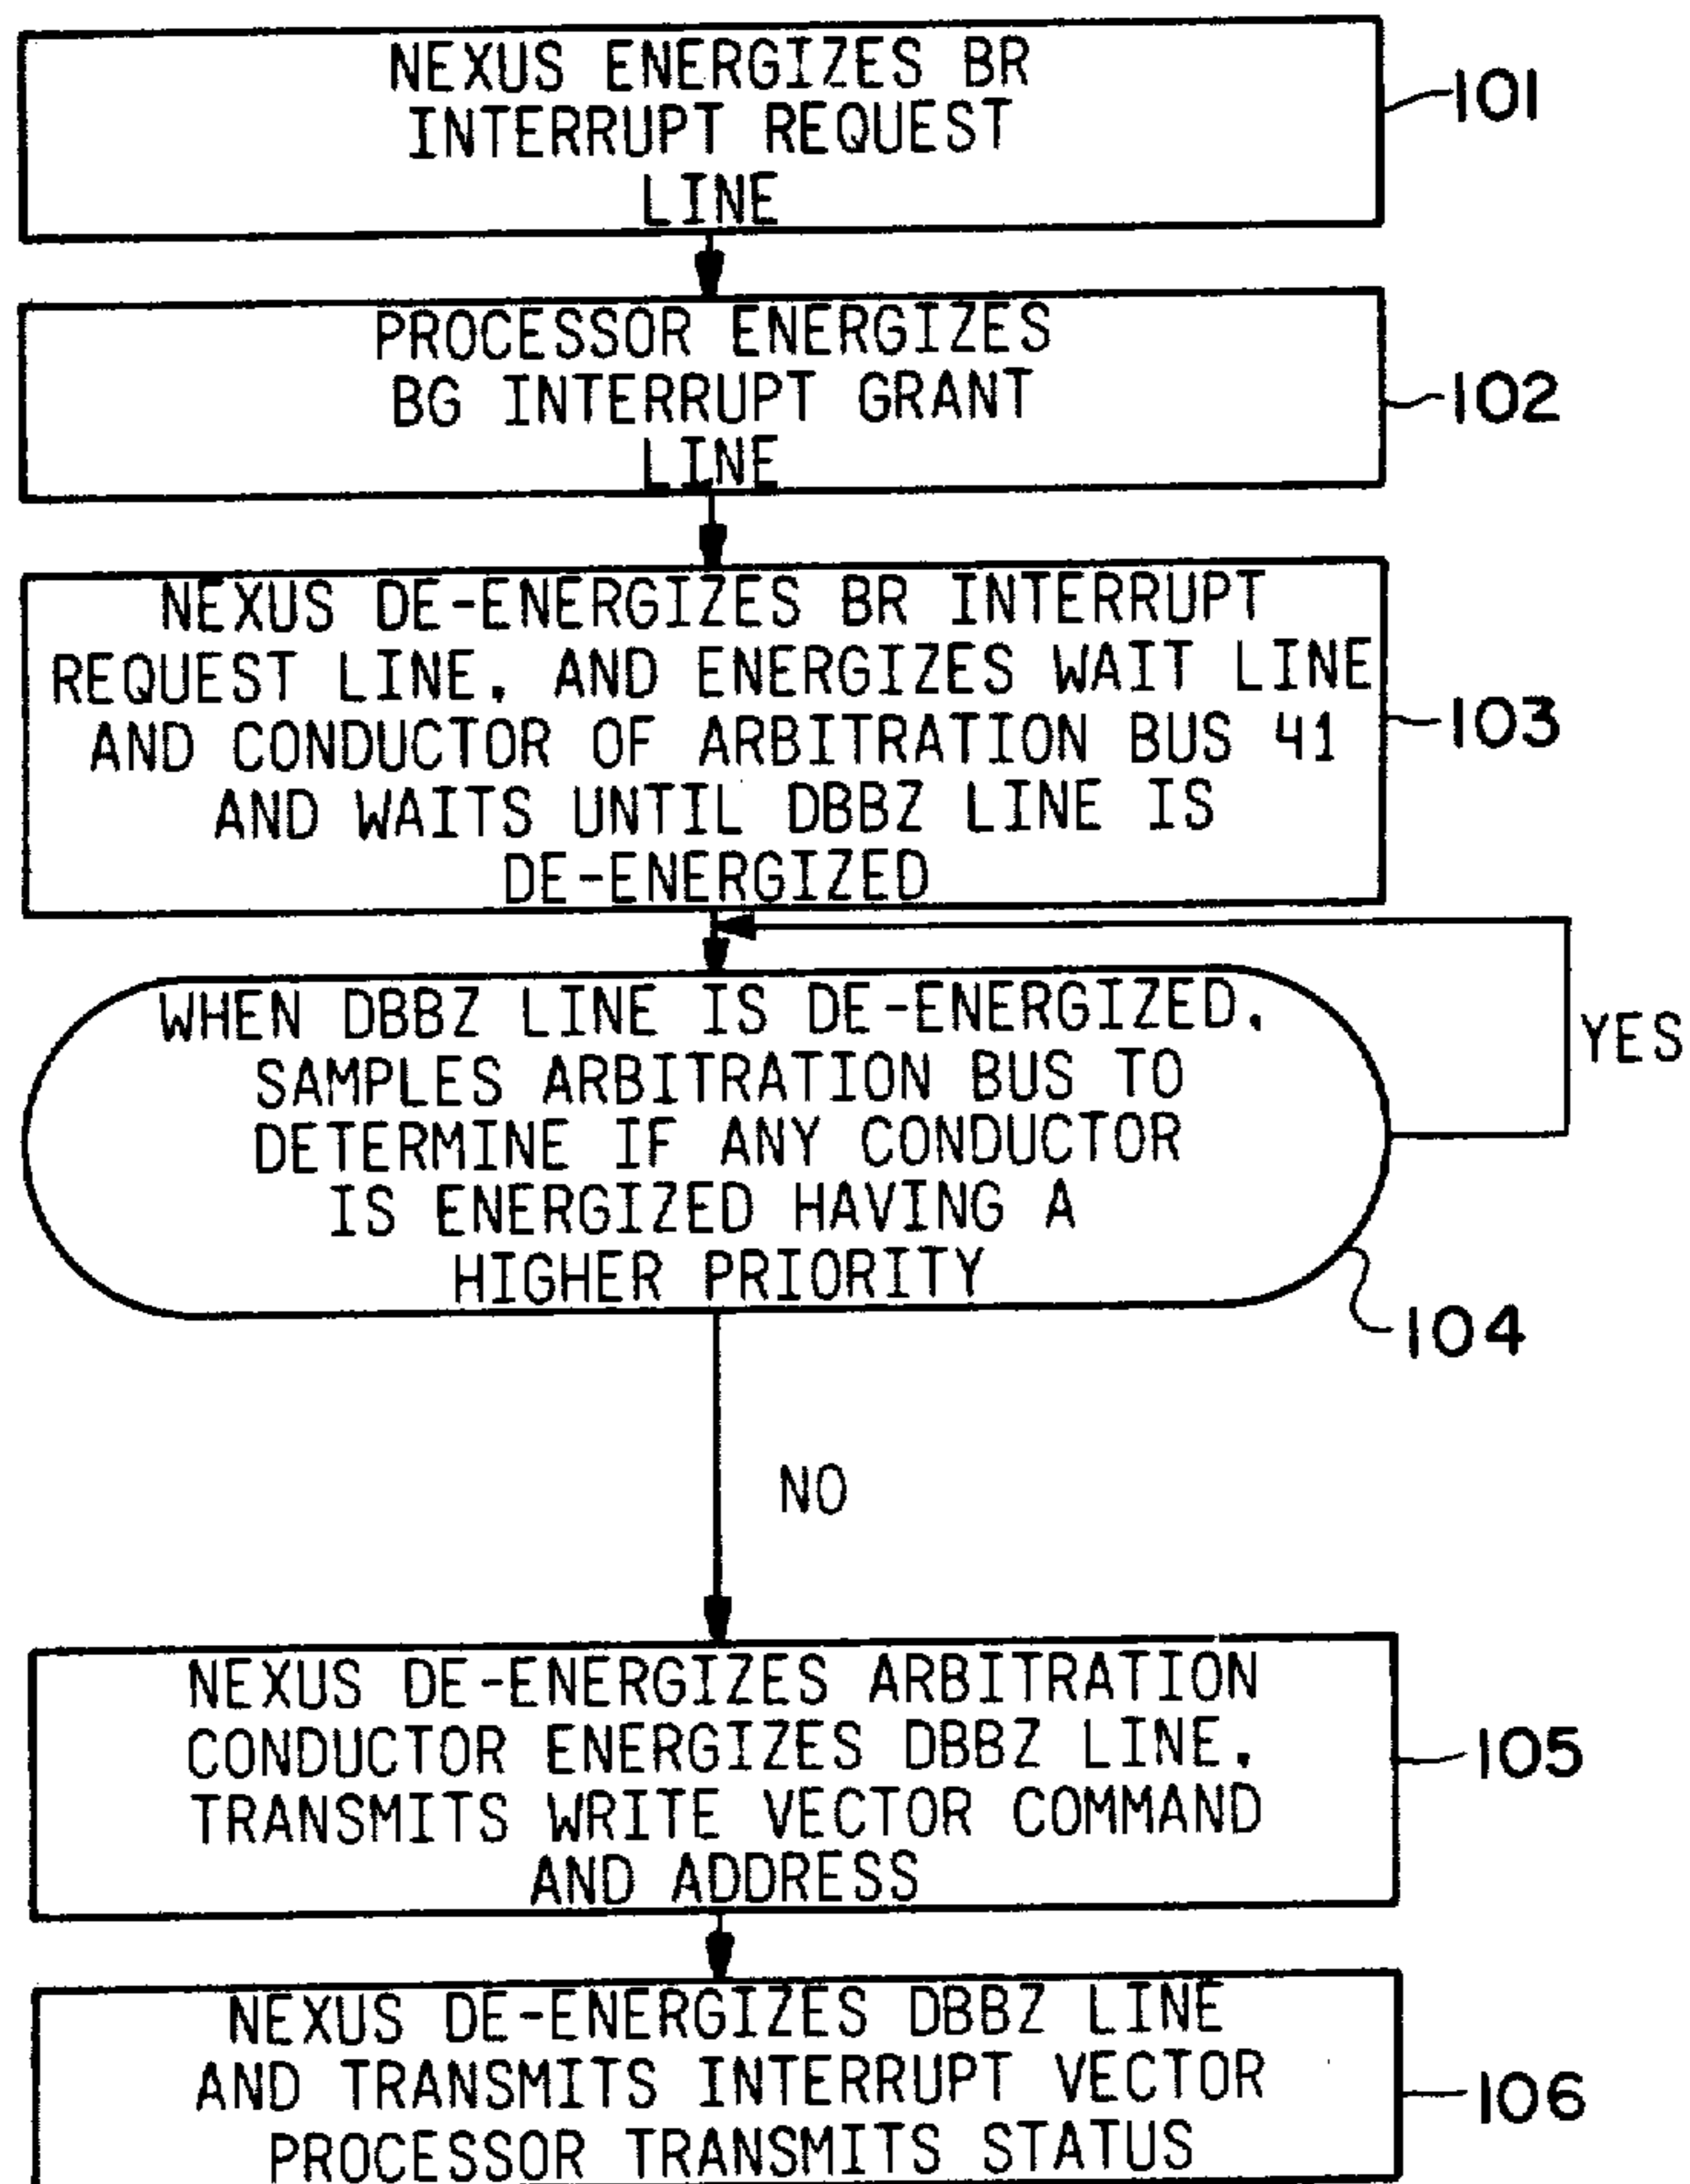 NEXUS ENERGIZES BR
INTERRUPT REQUEST
LINE
101
PROCESSOR ENERGIZES
BG INTERRUPT GRANT
LINE
102
NEXUS DE-ENERGIZES BR INTERRUPT
REQUEST LINE, AND ENERGIZES WAIT LINE
AND CONDUCTOR OF ARBITRATION BUS 41
AND WAITS UNTIL DBBZ LINE IS
DE-ENERGIZED
103
WHEN DBBZ LINE IS DE-ENERGIZED,
SAMPLES ARBITRATION BUS TO
DETERMINE IF ANY CONDUCTOR
IS ENERGIZED HAVING A
HIGHER PRIORITY
YES
104
NO
NEXUS DE-ENERGIZES ARBITRATION
CONDUCTOR ENERGIZES DBBZ LINE,
TRANSMITS WRITE VECTOR COMMAND
AND ADDRESS
105
NEXUS DE-ENERGIZES DBBZ LINE
AND TRANSMITS INTERRUPT VECTOR
PROCESSOR TRANSMITS STATUS
106